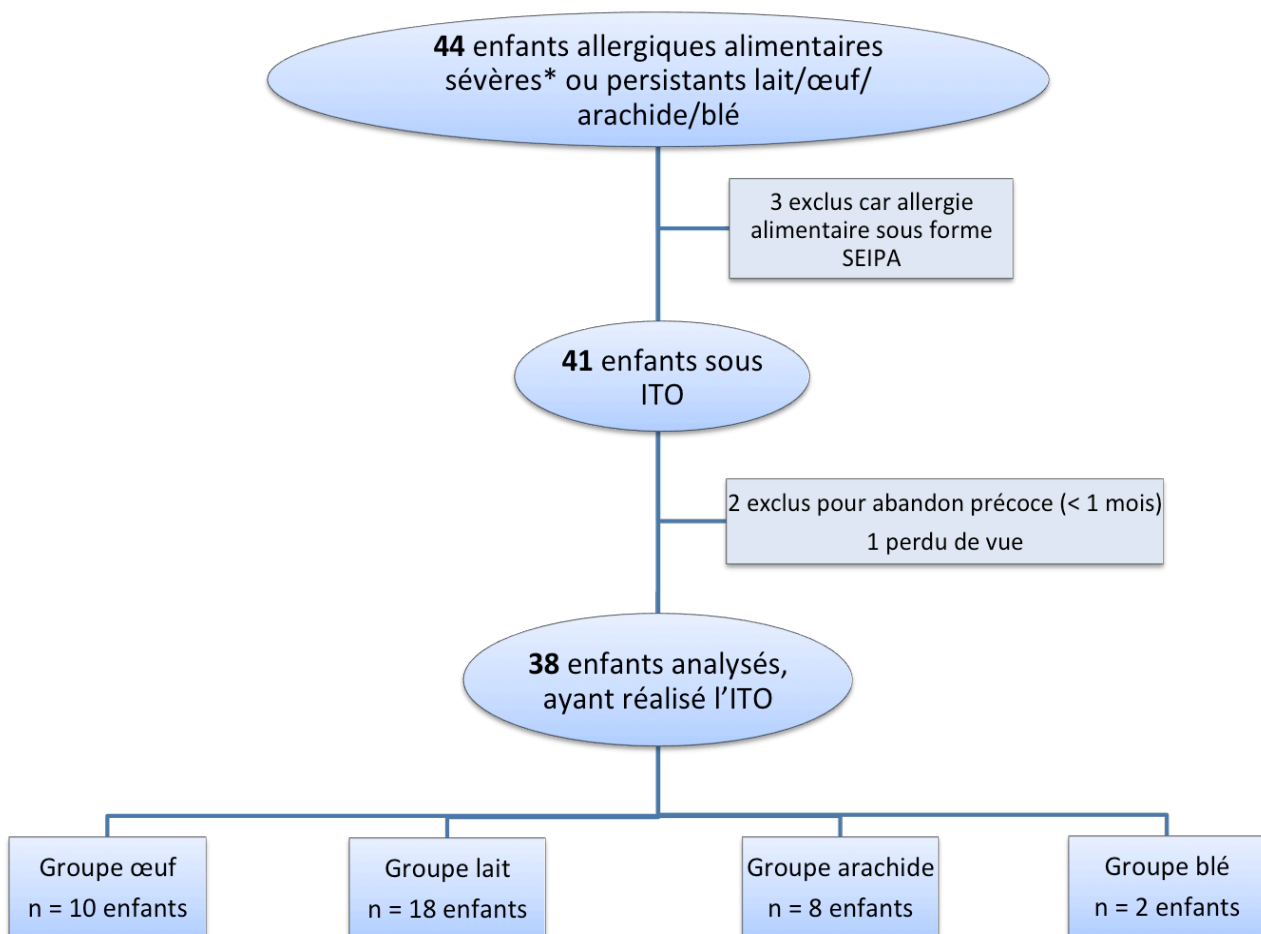 44 enfants allergiques alimentaires
sévères* ou persistants lait/œuf/
arachide/blé
3 exclus car allergie
alimentaire sous forme
SEIPA
41 enfants sous
ITO
2 exclus pour abandon précoce (< 1 mois)
1 perdu de vue
38 enfants analysés,
ayant réalisé l’ITO
Groupe œuf
n = 10 enfants
Groupe lait
n = 18 enfants
Groupe arachide
n = 8 enfants
Groupe blé
n = 2 enfants